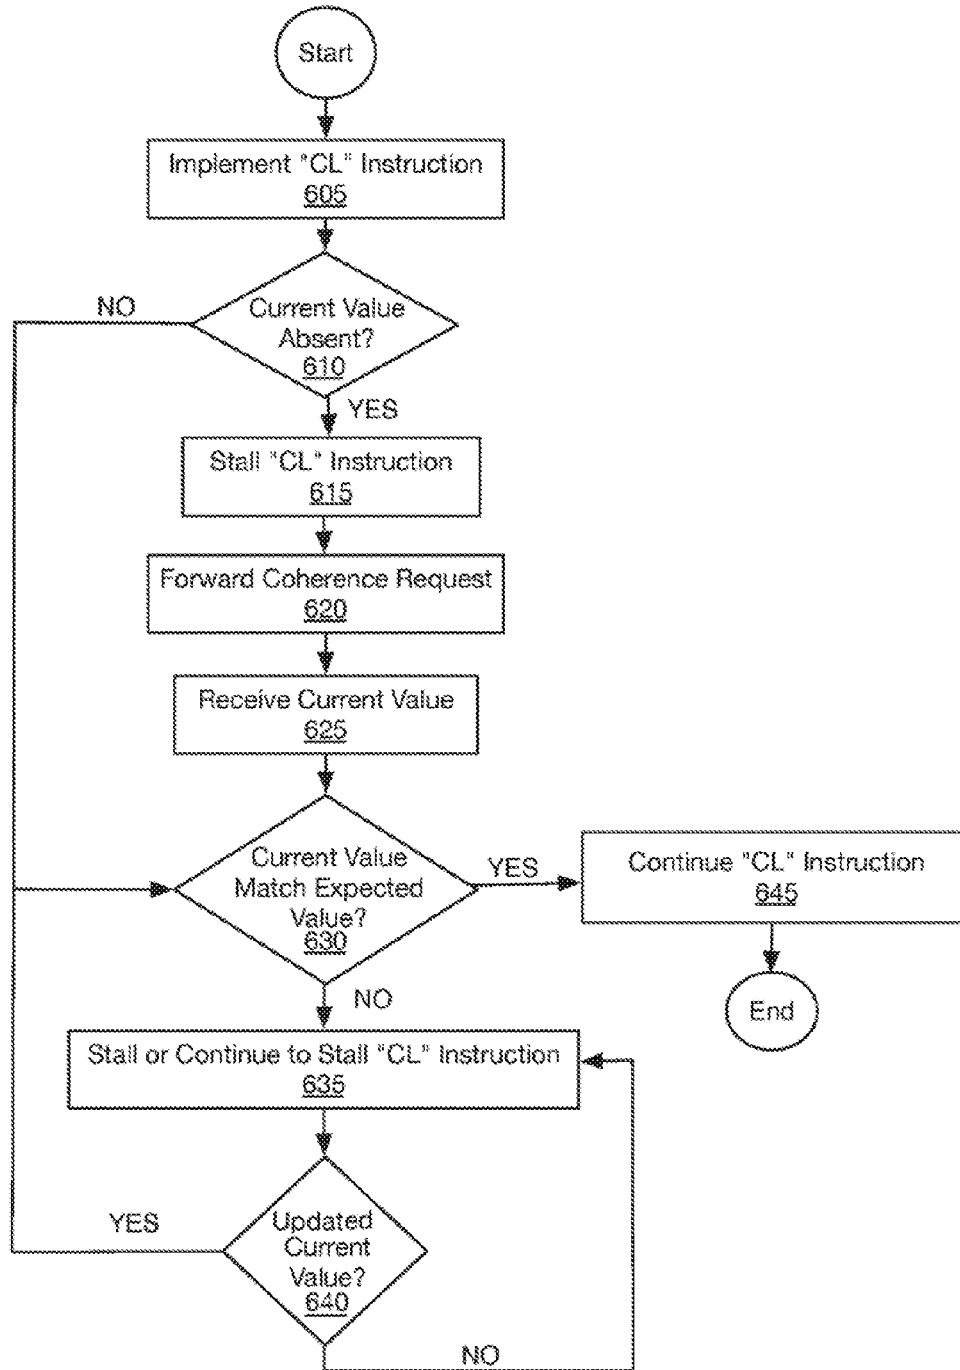 Start
Implement "CL" Instruction
605
NO
Current Value
Absent?
610
YES
Stall "CL" Instruction
615
Forward Coherence Request
620
Receive Current Value
625
Current Value
Match Expected
Value?
630
YES
Continue "CL" Instruction
645
End
NO
Stall or Continue to Stall "CL" Instruction
635
YES
Updated
Current
Value?
640
NO